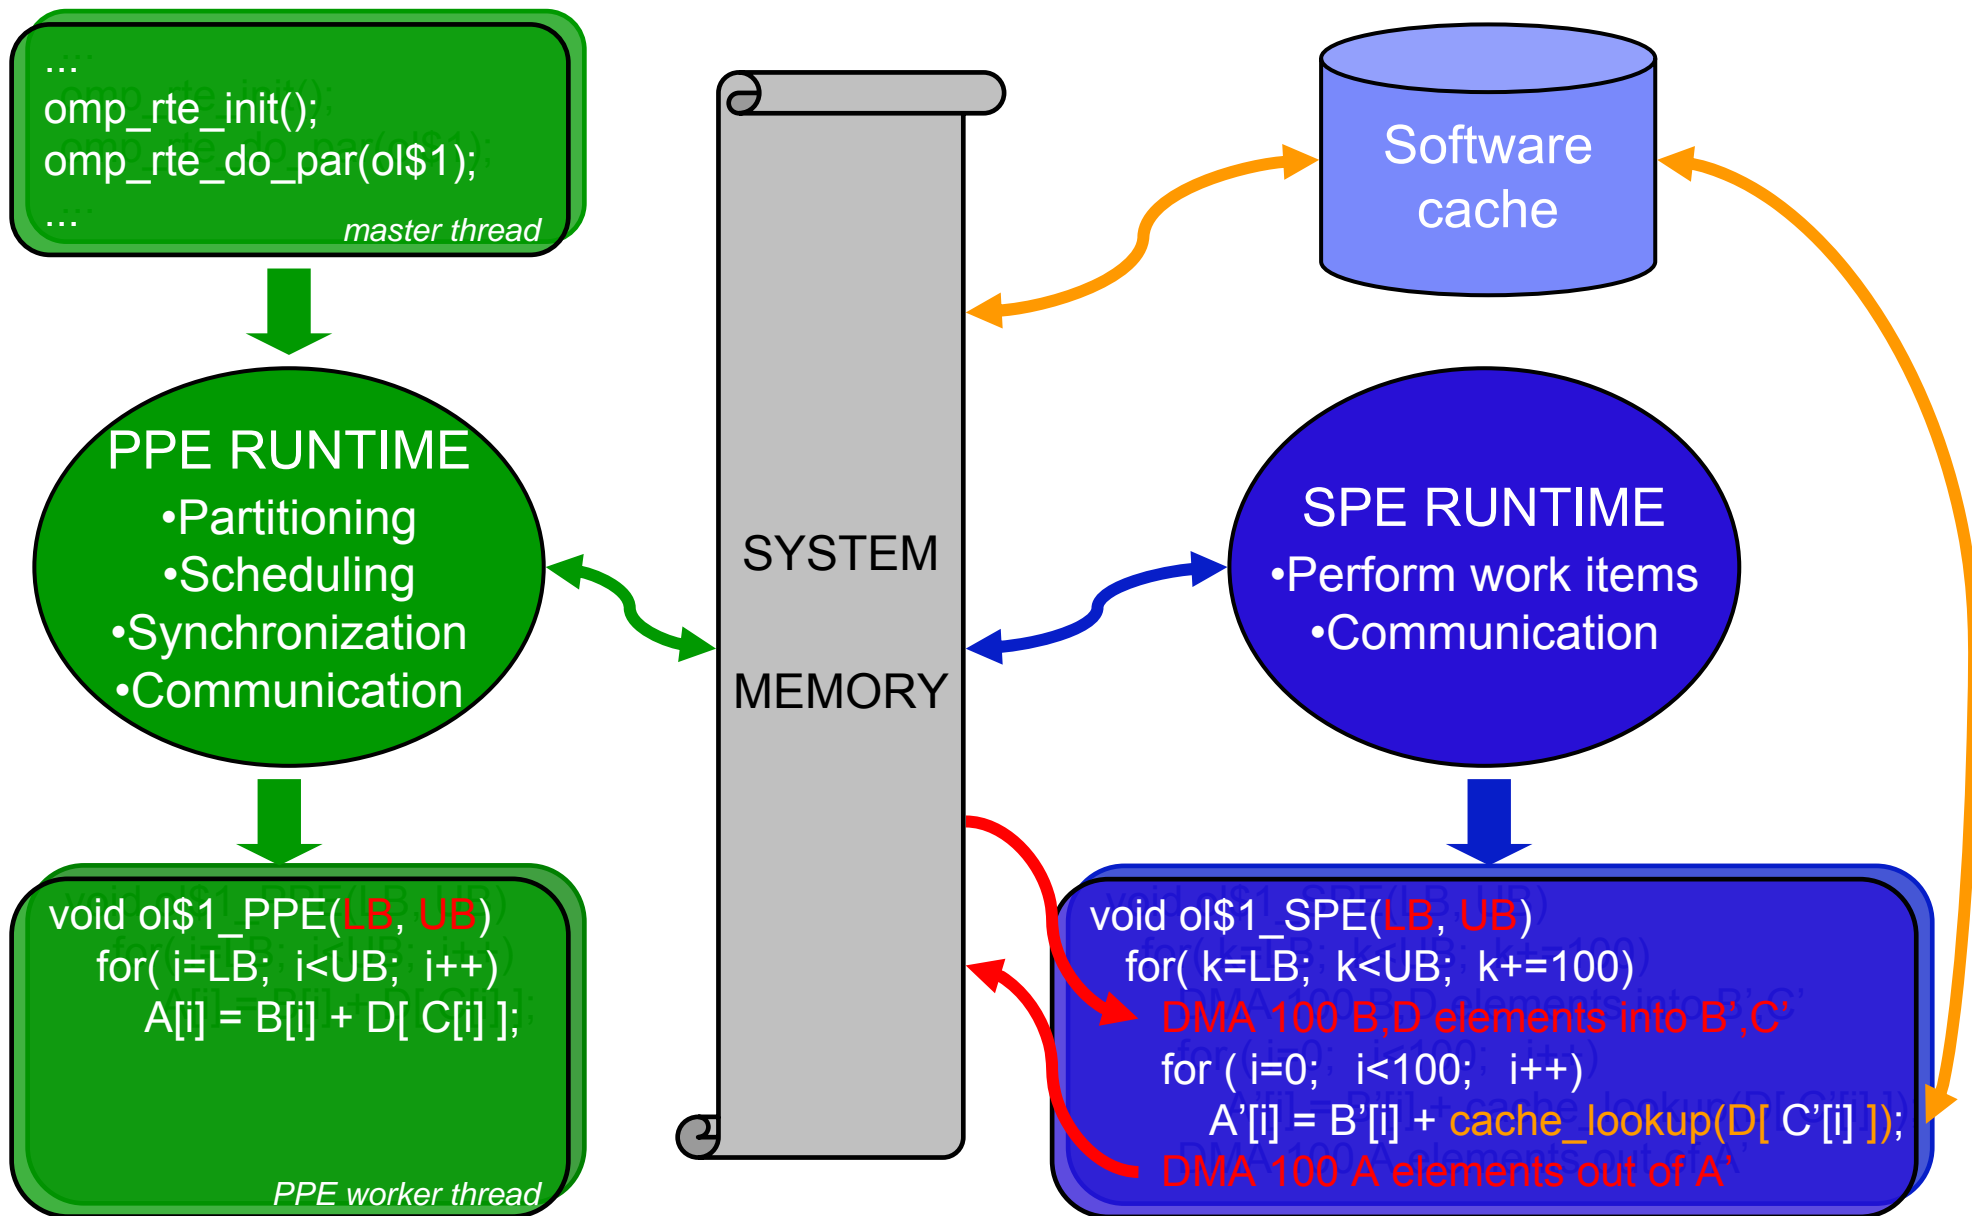 ...
omp_rte_init();
omp_rte_do_par(ol$1);
...
master thread
PPE RUNTIME
•Partitioning
•Scheduling
•Synchronization
•Communication
void ol$1_PPE(LB, UB)
for( i=LB; i<UB; i++)
A[i] = B[i] + D[ C[i] ];
PPE worker thread
SYSTEM
MEMORY
Software
cache
SPE RUNTIME
•Perform work items
•Communication
void ol$1_SPE(LB, UB)
for( k=LB; k<UB; k+=100)
DMA 100 B,D elements into B’,C’
for ( i=0; i<100; i++)
A’[i] = B’[i] + cache_lookup(D[ C’[i] ]);
DMA 100 A elements out of A’